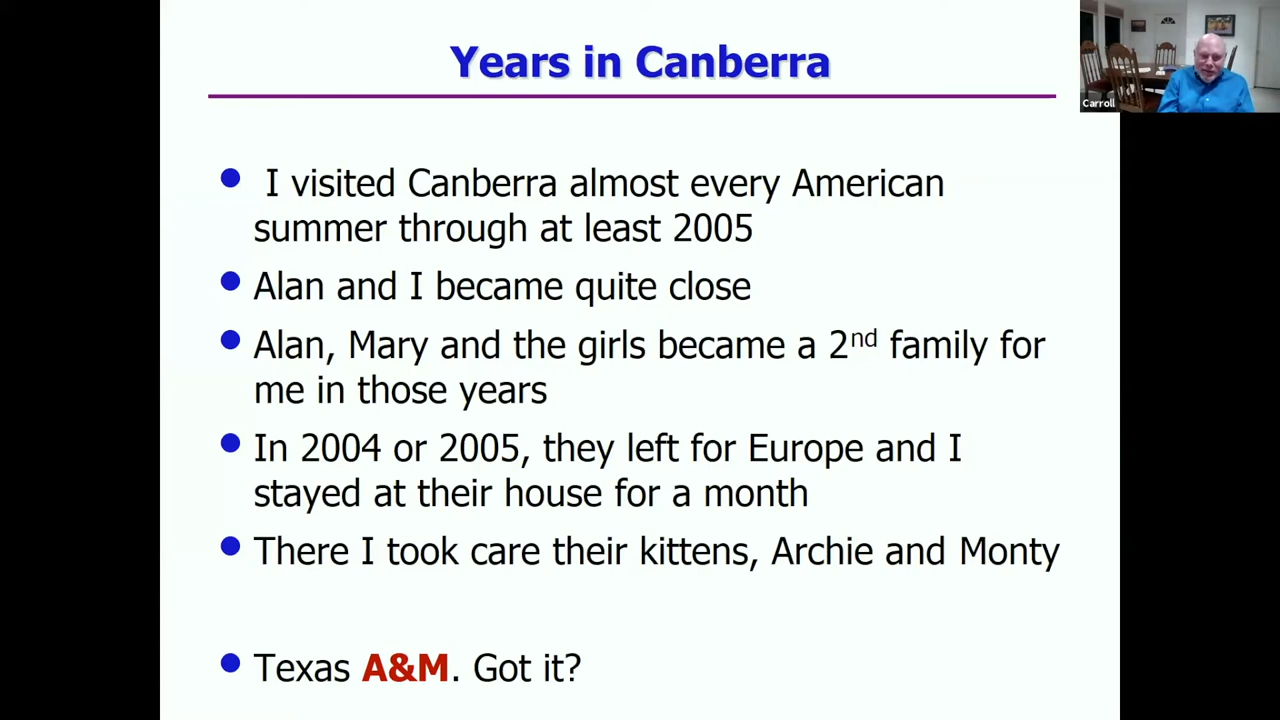 Years in Canberra
Carroll
I visited Canberra almost every American
summer through at least 2005
Alan and I became quite close
Alan, Mary and the girls became a 2nd family for
me in those years
In 2004 or 2005, they left for Europe and I
stayed at their house for a month
There I took care their kittens, Archie and Monty
Texas A&M. Got it?